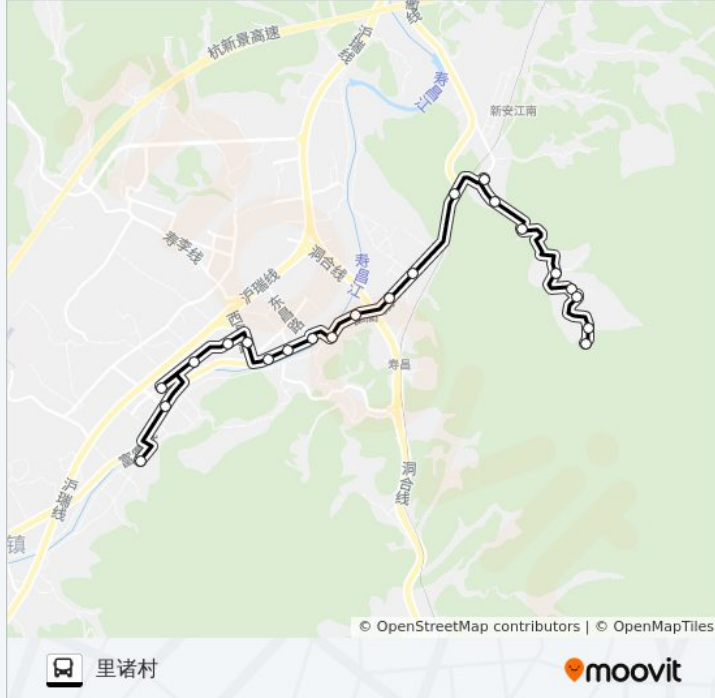 杭新景高速
沪瑞线
寿昌江
新安江南
寿李线
洞合线
寿昌江
沪瑞线
东昌路
西
寿昌
洞合线
富
沪瑞线
镇
© OpenStreetMap contributors | © OpenMapTiles
里诸村
moovit